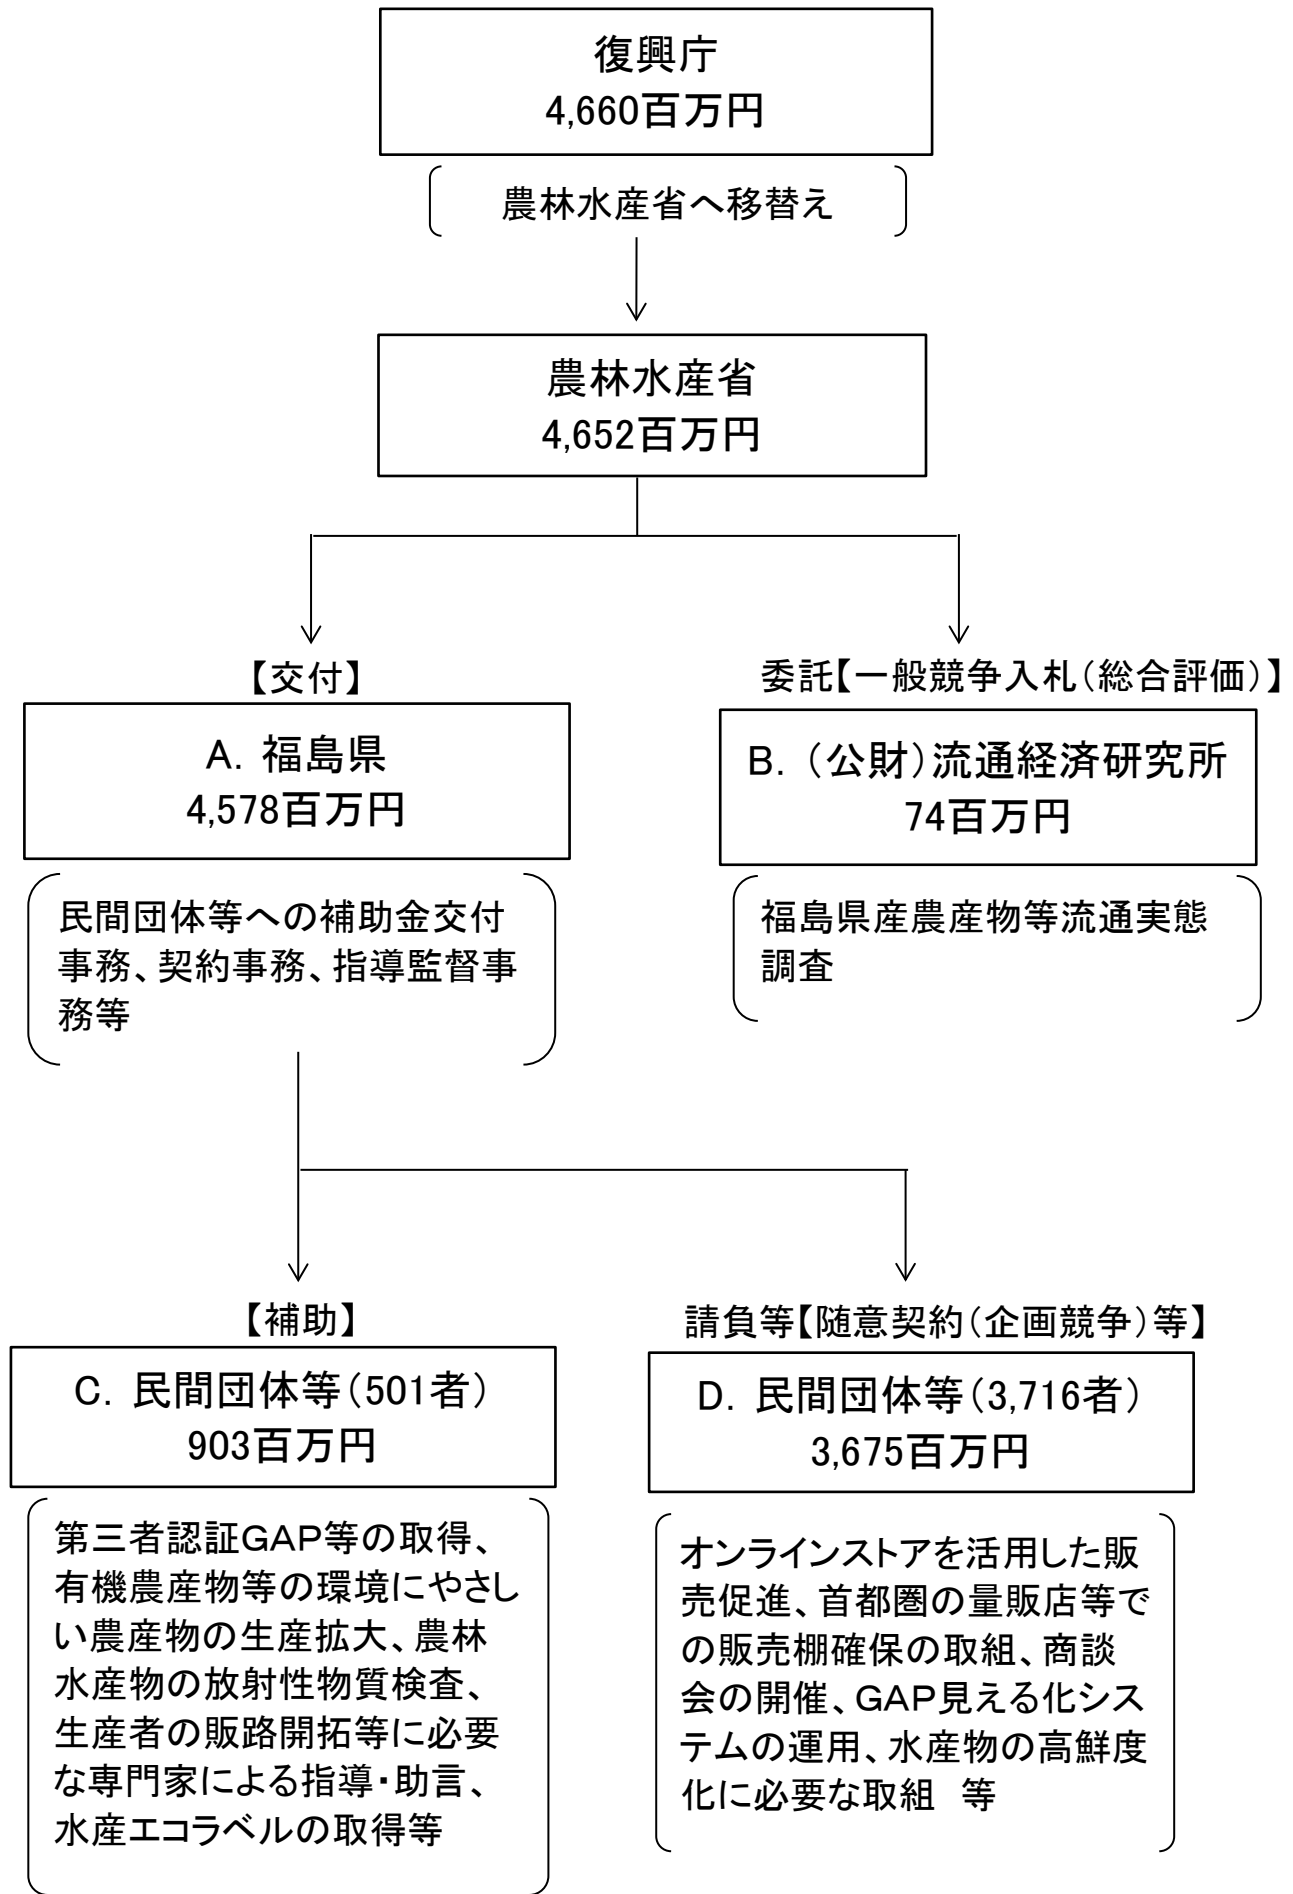 復興庁
4,660百万円
農林水産省へ移替え
農林水産省
4,652百万円
【交付】
A．福島県
4,578百万円
民間団体等への補助金交付
事務、契約事務、指導監督事
務等
委託【一般競争入札（総合評価）】
B．（公財）流通経済研究所
74百万円
福島県産農産物等流通実態
調査
【補助】
C．民間団体等（501者）
903百万円
第三者認証GAP等の取得、
有機農産物等の環境にやさし
い農産物の生産拡大、農林
水産物の放射性物質検査、
生産者の販路開拓等に必要
な専門家による指導・助言、
水産エコラベルの取得等
請負等【随意契約（企画競争）等】
D．民間団体等（3,716者）
3,675百万円
オンラインストアを活用した販
売促進、首都圏の量販店等で
の販売棚確保の取組、商談
会の開催、GAP見える化シス
テムの運用、水産物の高鮮度
化に必要な取組　等